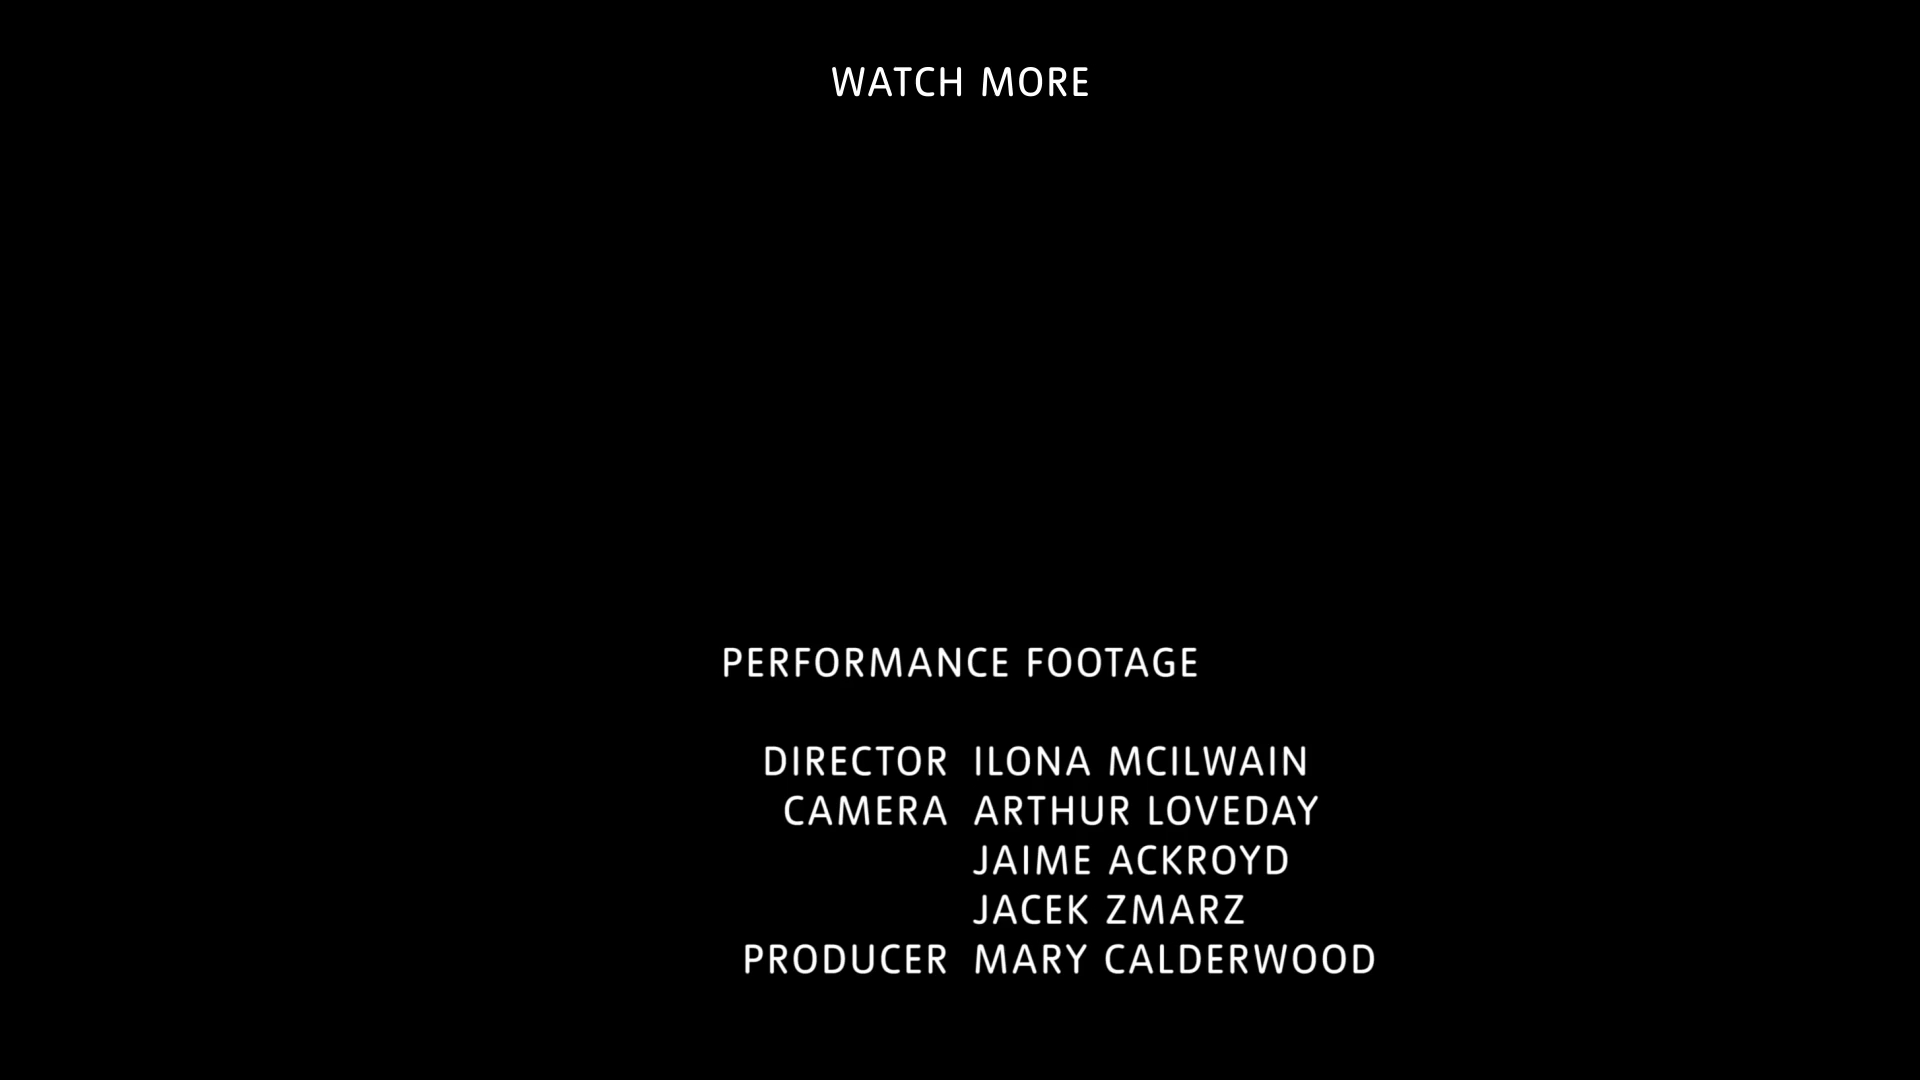 WATCH MORE
PERFORMANCE FOOTAGE
DIRECTOR ILONA MCILWAIN
CAMERA ARTHUR LOVEDAY
JAIME ACKROYD
JACEK ZMARZ
PRODUCER MARY CALDERWOOD